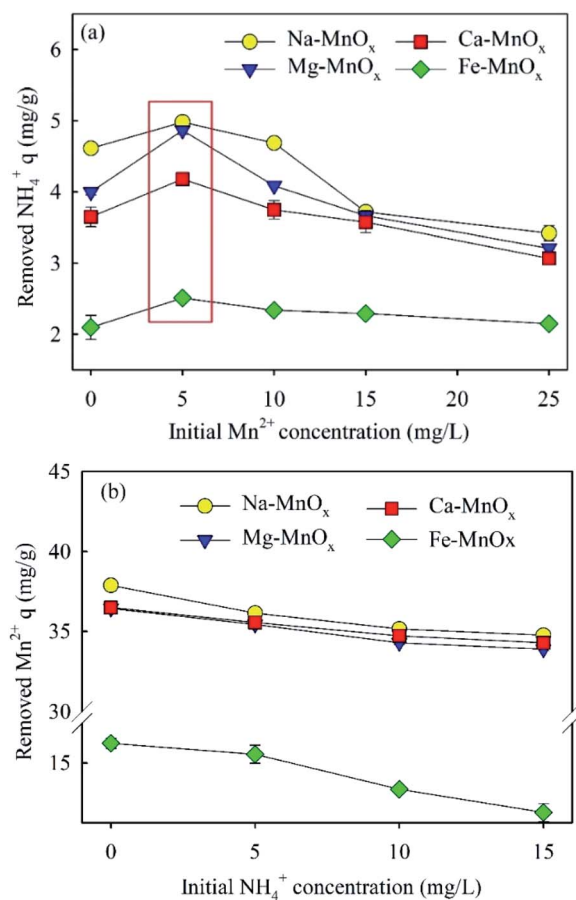 (a)
Na-MnOₓ Ca-MnOₓ
Mg-MnOₓ Fe-MnOₓ
6
5
4
3
2
Removed NH₄⁺ q (mg/g)
0 5 10 15 20 25
Initial Mn²⁺ concentration (mg/L)
(b)
Na-MnOₓ Ca-MnOₓ
Mg-MnOₓ Fe-MnOx
45
40
35
30
15
Removed Mn²⁺ q (mg/g)
0 5 10 15
Initial NH₄⁺ concentration (mg/L)